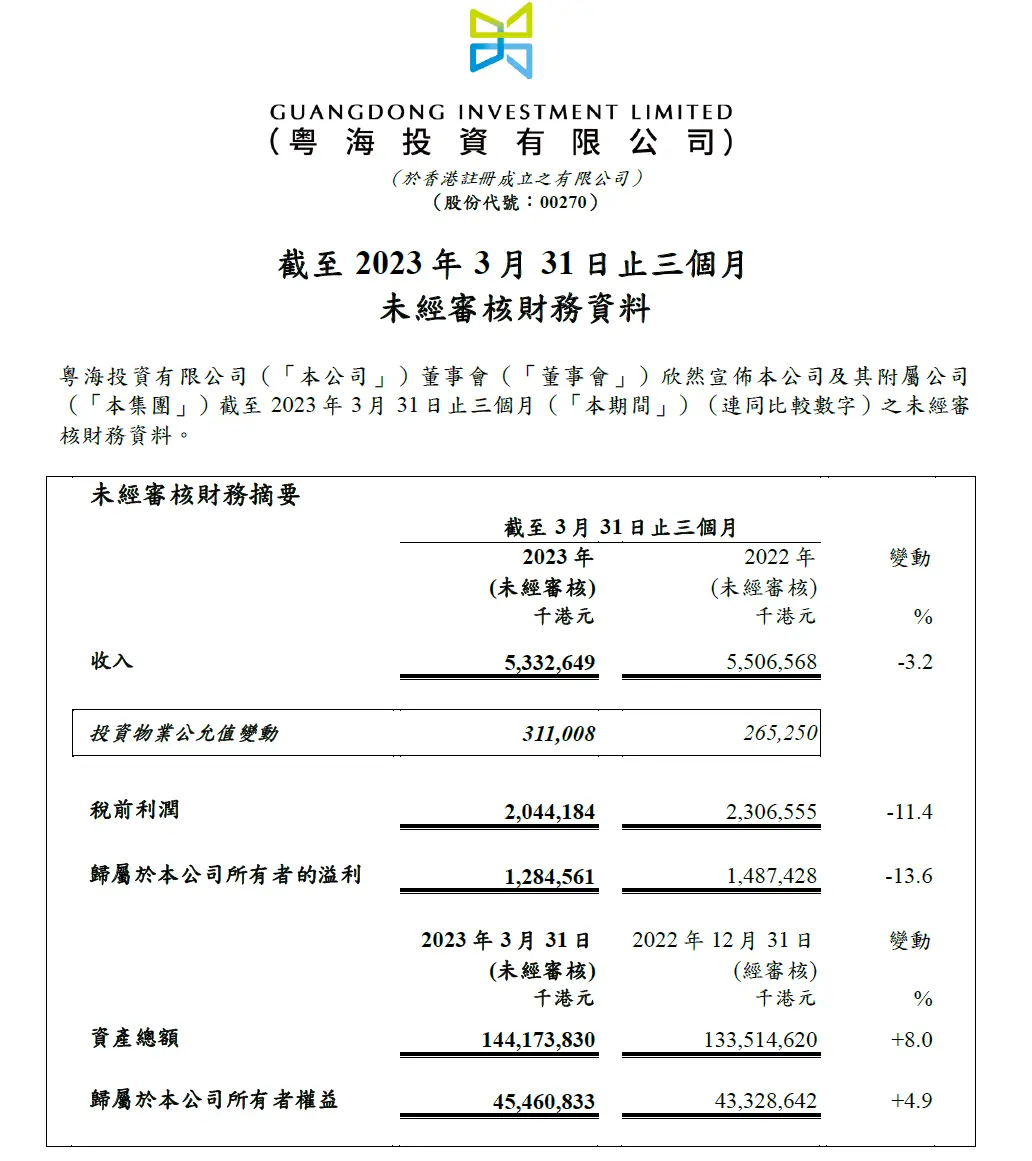 GUANGDONG INVESTMENT LIMITED
(粵海投資有限公司)
(於香港註冊成立之有限公司)
(股份代號：00270)
截至 2023 年 3 月 31 日止三個月
未經審核財務資料
粵海投資有限公司（「本公司」）董事會（「董事會」）欣然宣佈本公司及其附屬公司
（「本集團」）截至 2023 年 3 月 31 日止三個月（「本期間」）（連同比較數字）之未經審
核財務資料。
未經審核財務摘要
截至 3 月 31 日止三個月
2023 年 2022 年 變動
(未經審核) (未經審核)
千港元 千港元 %
收入 5,332,649 5,506,568 -3.2
投資物業公允值變動 311,008 265,250
稅前利潤 2,044,184 2,306,555 -11.4
歸屬於本公司所有者的溢利 1,284,561 1,487,428 -13.6
2023 年 3 月 31 日 2022 年 12 月 31 日 變動
(未經審核) (經審核)
千港元 千港元 %
資產總額 144,173,830 133,514,620 +8.0
歸屬於本公司所有者權益 45,460,833 43,328,642 +4.9